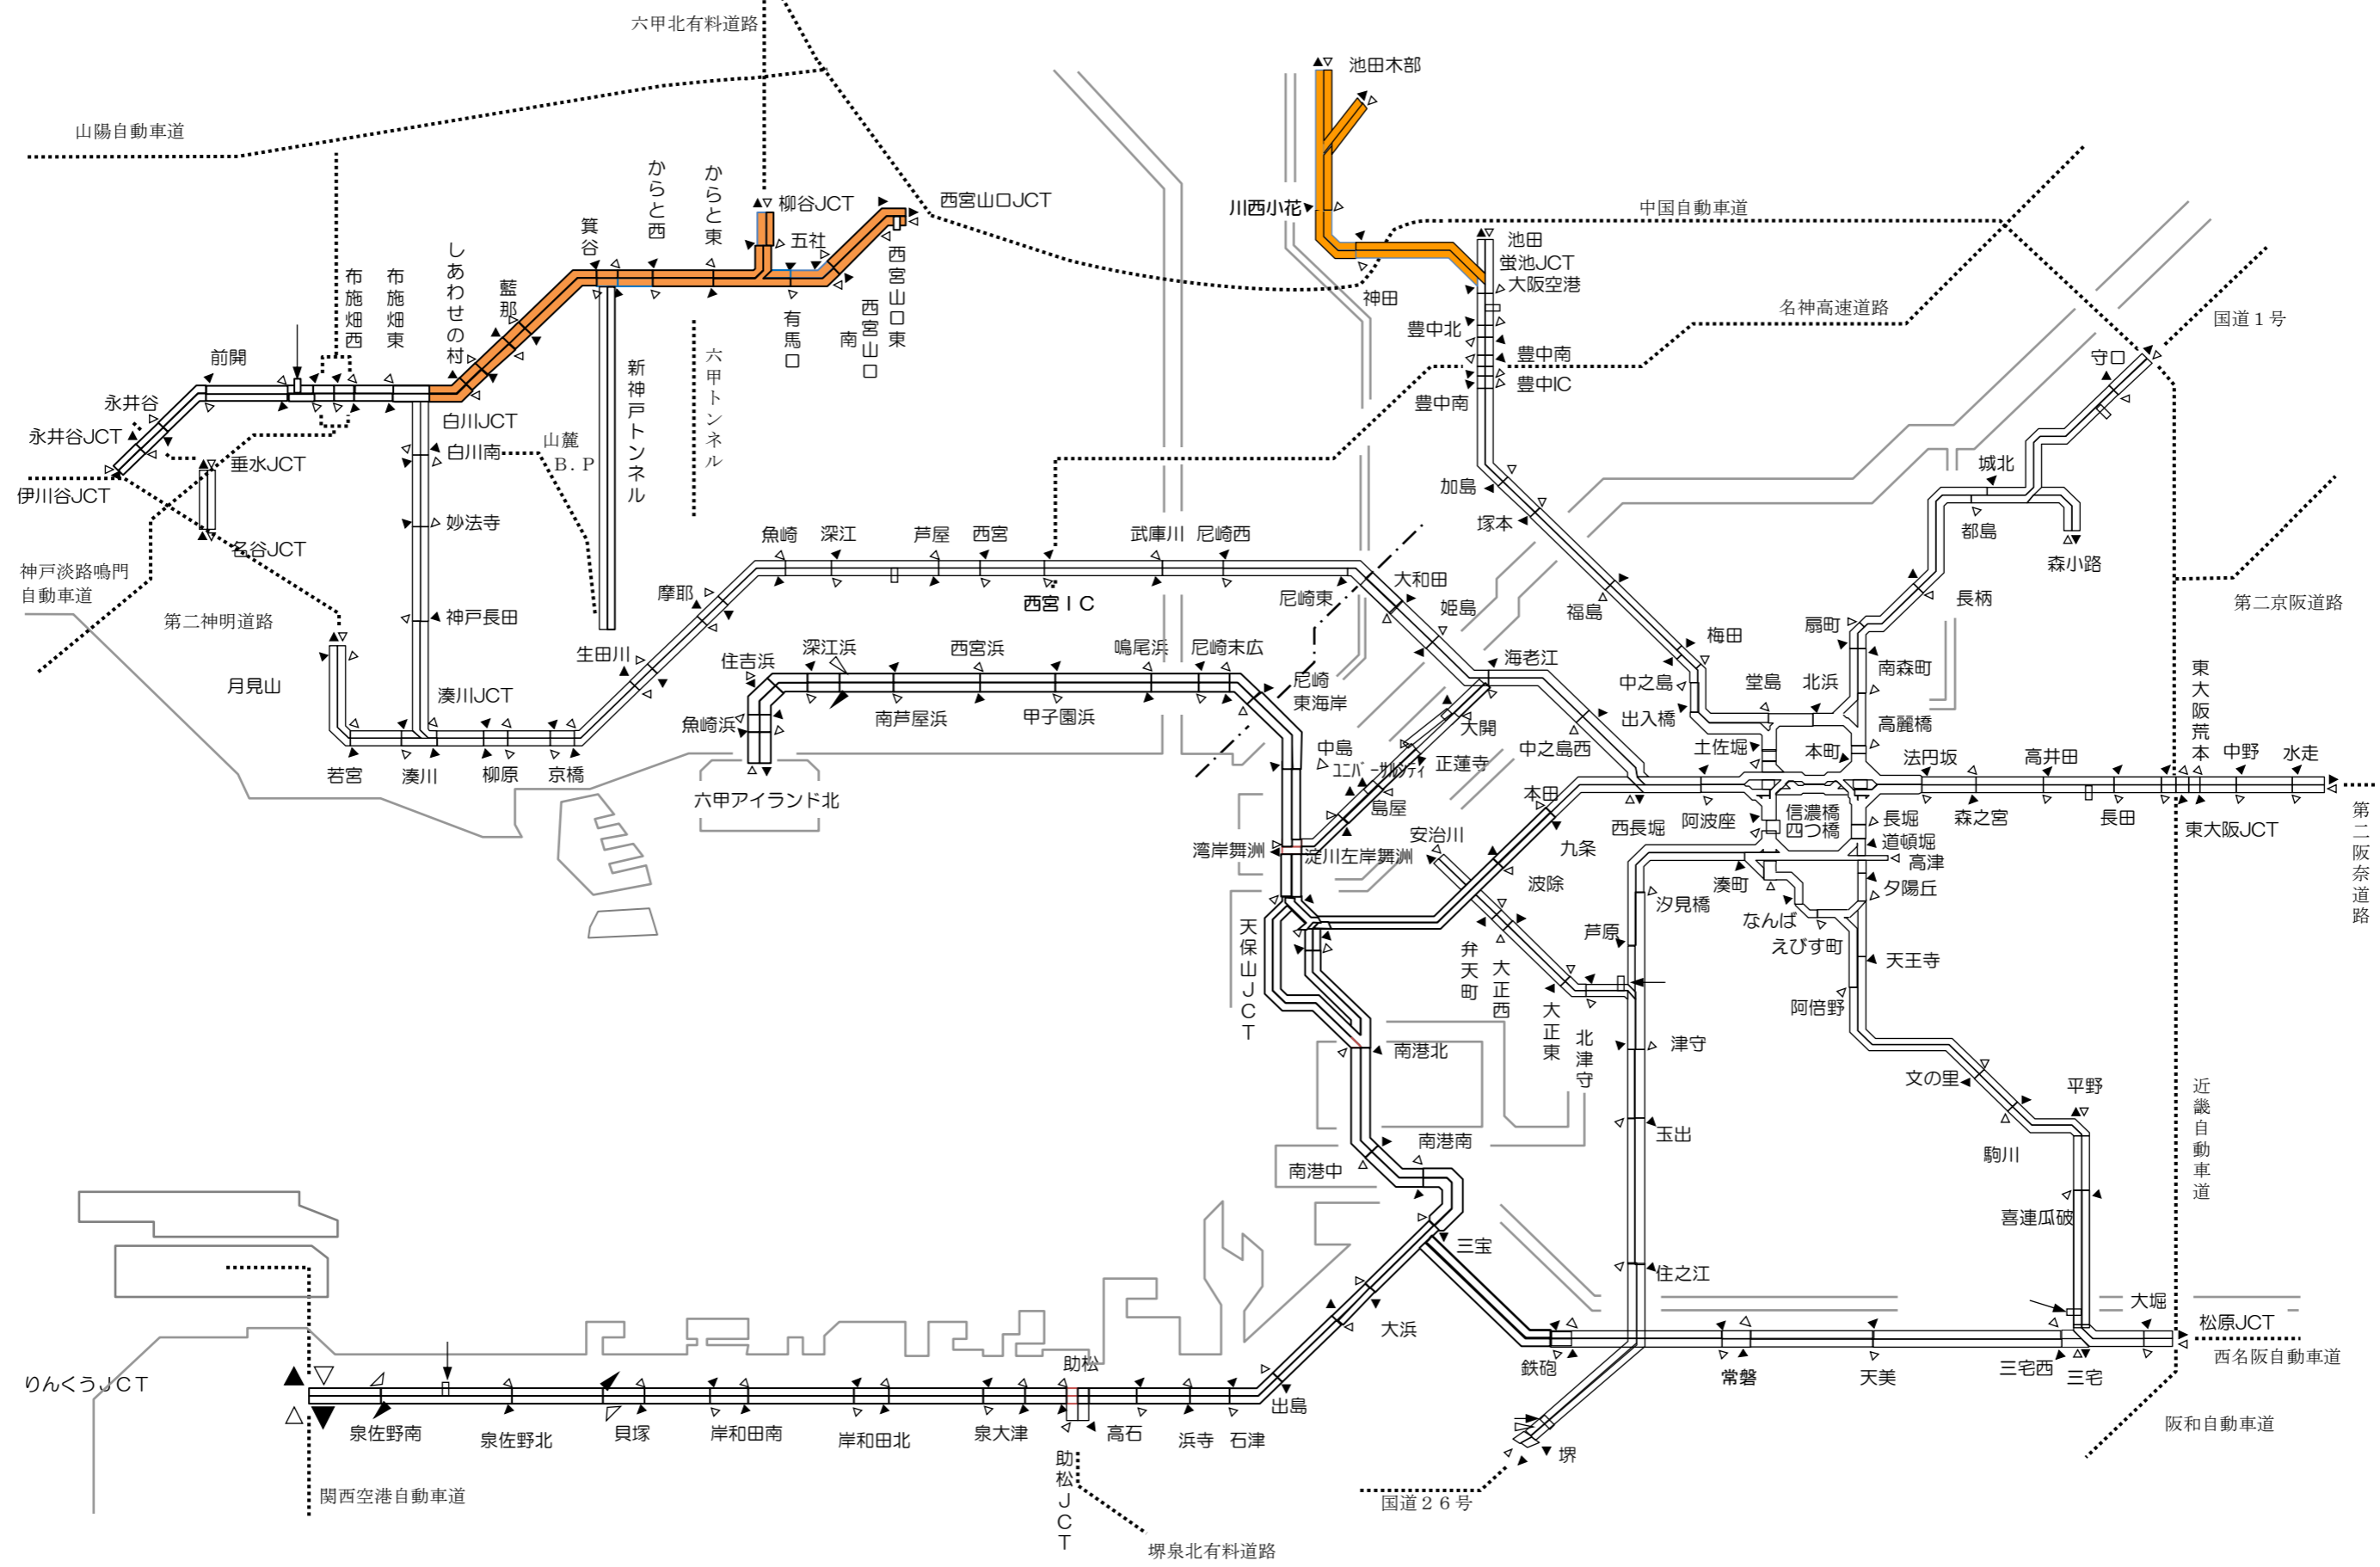 六甲北有料道路
山陽自動車道
池田木部
からと西
からと東
柳谷JCT
西宮山口JCT
川西小花
中国自動車道
箕谷
五社
しあわせの村
藍那
布施畑西
布施畑東
西宮山口東
西宮山口南
有馬口
池田
蛍池JCT
大阪空港
神田
名神高速道路
国道1号
前開
新神戸トンネル
六甲トンネル
豊中北
豊中南
豊中IC
豊中南
守口
永井谷
永井谷JCT
白川JCT
白川南
山麓
B.P
垂水JCT
伊川谷JCT
加島
城北
塚本
妙法寺
都島
名谷JCT
魚崎
深江
芦屋
西宮
武庫川
尼崎西
森小路
神戸淡路鳴門
自動車道
摩耶
西宮IC
尼崎東
大和田
姫島
福島
長柄
第二京阪道路
第二神明道路
神戸長田
扇町
梅田
南森町
生田川
住吉浜
深江浜
西宮浜
鳴尾浜
尼崎末広
海老江
東大阪荒本
月見山
湊川JCT
尼崎
東海岸
中之島
堂島
北浜
魚崎浜
南芦屋浜
甲子園浜
大開
出入橋
高麗橋
中島
中之島西
土佐堀
本町
法円坂
高井田
中野
水走
若宮
湊川
柳原
京橋
ユニバーサルシティ
正蓮寺
六甲アイランド北
島屋
本田
西長堀
阿波座
信濃橋
四つ橋
長堀
森之宮
長田
東大阪JCT
第二阪奈道路
安治川
九条
道頓堀
湾岸舞洲
淀川左岸舞洲
高津
波除
湊町
夕陽丘
汐見橋
天保山JCT
芦原
なんば
えびす町
弁天町
大正西
天王寺
大正東
北津守
阿倍野
南港北
津守
文の里
平野
近畿自動車道
玉出
南港南
南港中
駒川
喜連瓜破
三宝
住之江
大浜
大堀
松原JCT
西名阪自動車道
りんくうJCT
助松
鉄砲
常磐
天美
三宅西
三宅
出島
泉佐野南
泉佐野北
貝塚
岸和田南
岸和田北
泉大津
高石
浜寺
石津
堺
阪和自動車道
助松JCT
関西空港自動車道
国道26号
堺泉北有料道路